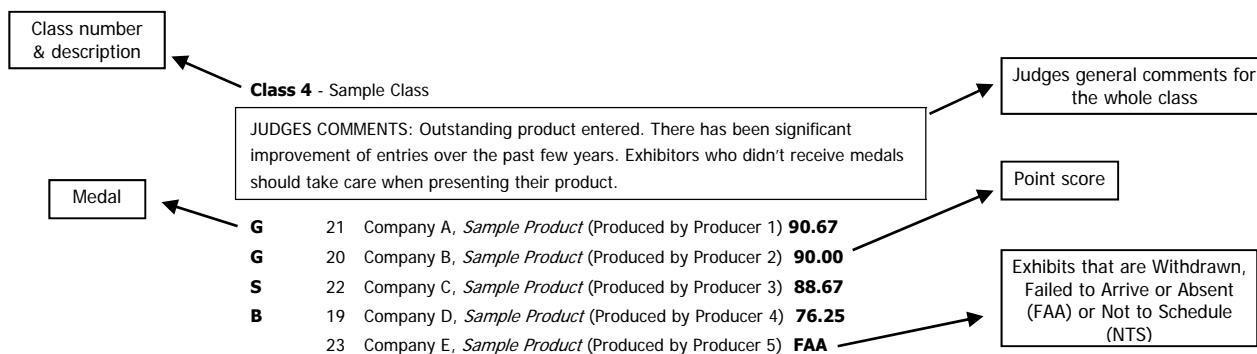 Class number
& description
Class 4 - Sample Class
Judges general comments for
the whole class
JUDGES COMMENTS: Outstanding product entered. There has been significant
improvement of entries over the past few years. Exhibitors who didn't receive medals
should take care when presenting their product.
Medal
Point score
G 21 Company A, Sample Product (Produced by Producer 1) 90.67
G 20 Company B, Sample Product (Produced by Producer 2) 90.00
S 22 Company C, Sample Product (Produced by Producer 3) 88.67
B 19 Company D, Sample Product (Produced by Producer 4) 76.25
23 Company E, Sample Product (Produced by Producer 5) FAA
Exhibits that are Withdrawn,
Failed to Arrive or Absent
(FAA) or Not to Schedule
(NTS)